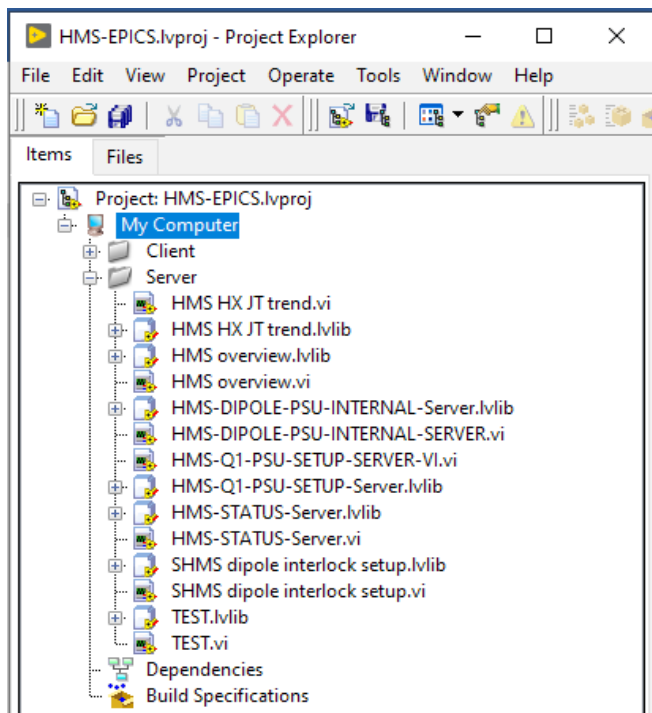 HMS-EPICS.lvproj - Project Explorer
File Edit View Project Operate Tools Window Help
Items Files
Project: HMS-EPICS.lvproj
My Computer
Client
Server
HMS HX JT trend.vi
HMS HX JT trend.lvlib
HMS overview.lvlib
HMS overview.vi
HMS-DIPOLE-PSU-INTERNAL-Server.lvlib
HMS-DIPOLE-PSU-INTERNAL-SERVER.vi
HMS-Q1-PSU-SETUP-SERVER-VI.vi
HMS-Q1-PSU-SETUP-Server.lvlib
HMS-STATUS-Server.lvlib
HMS-STATUS-Server.vi
SHMS dipole interlock setup.lvlib
SHMS dipole interlock setup.vi
TEST.lvlib
TEST.vi
Dependencies
Build Specifications